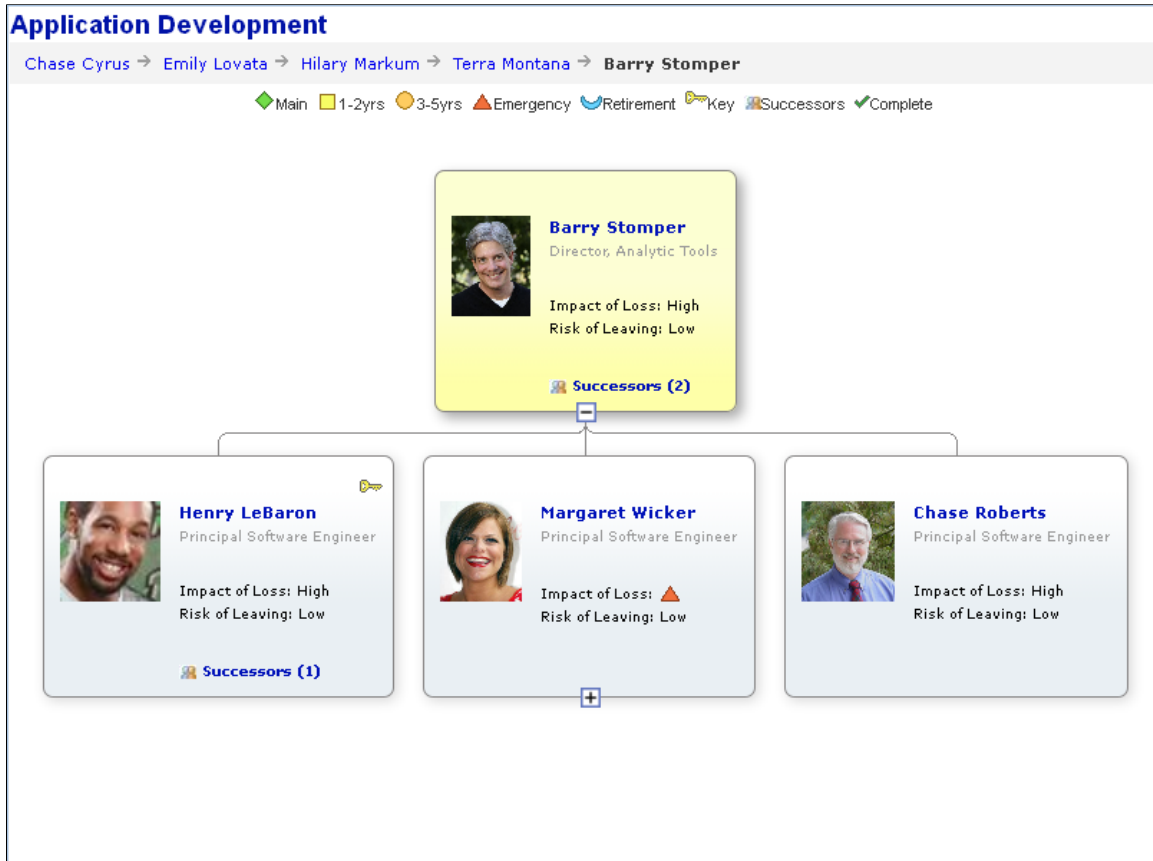 Application Development
Chase Cyrus Emily Lovata Hilary Markum Terra Montana Barry Stomper
Main 1-2yrs 3-5yrs Emergency Retirement Key Successors Complete
Barry Stomper
Director, Analytic Tools
Impact of Loss: High
Risk of Leaving: Low
Successors (2)
Henry LeBaron
Principal Software Engineer
Impact of Loss: High
Risk of Leaving: Low
Successors (1)
Margaret Wicker
Principal Software Engineer
Impact of Loss:
Risk of Leaving: Low
Chase Roberts
Principal Software Engineer
Impact of Loss: High
Risk of Leaving: Low